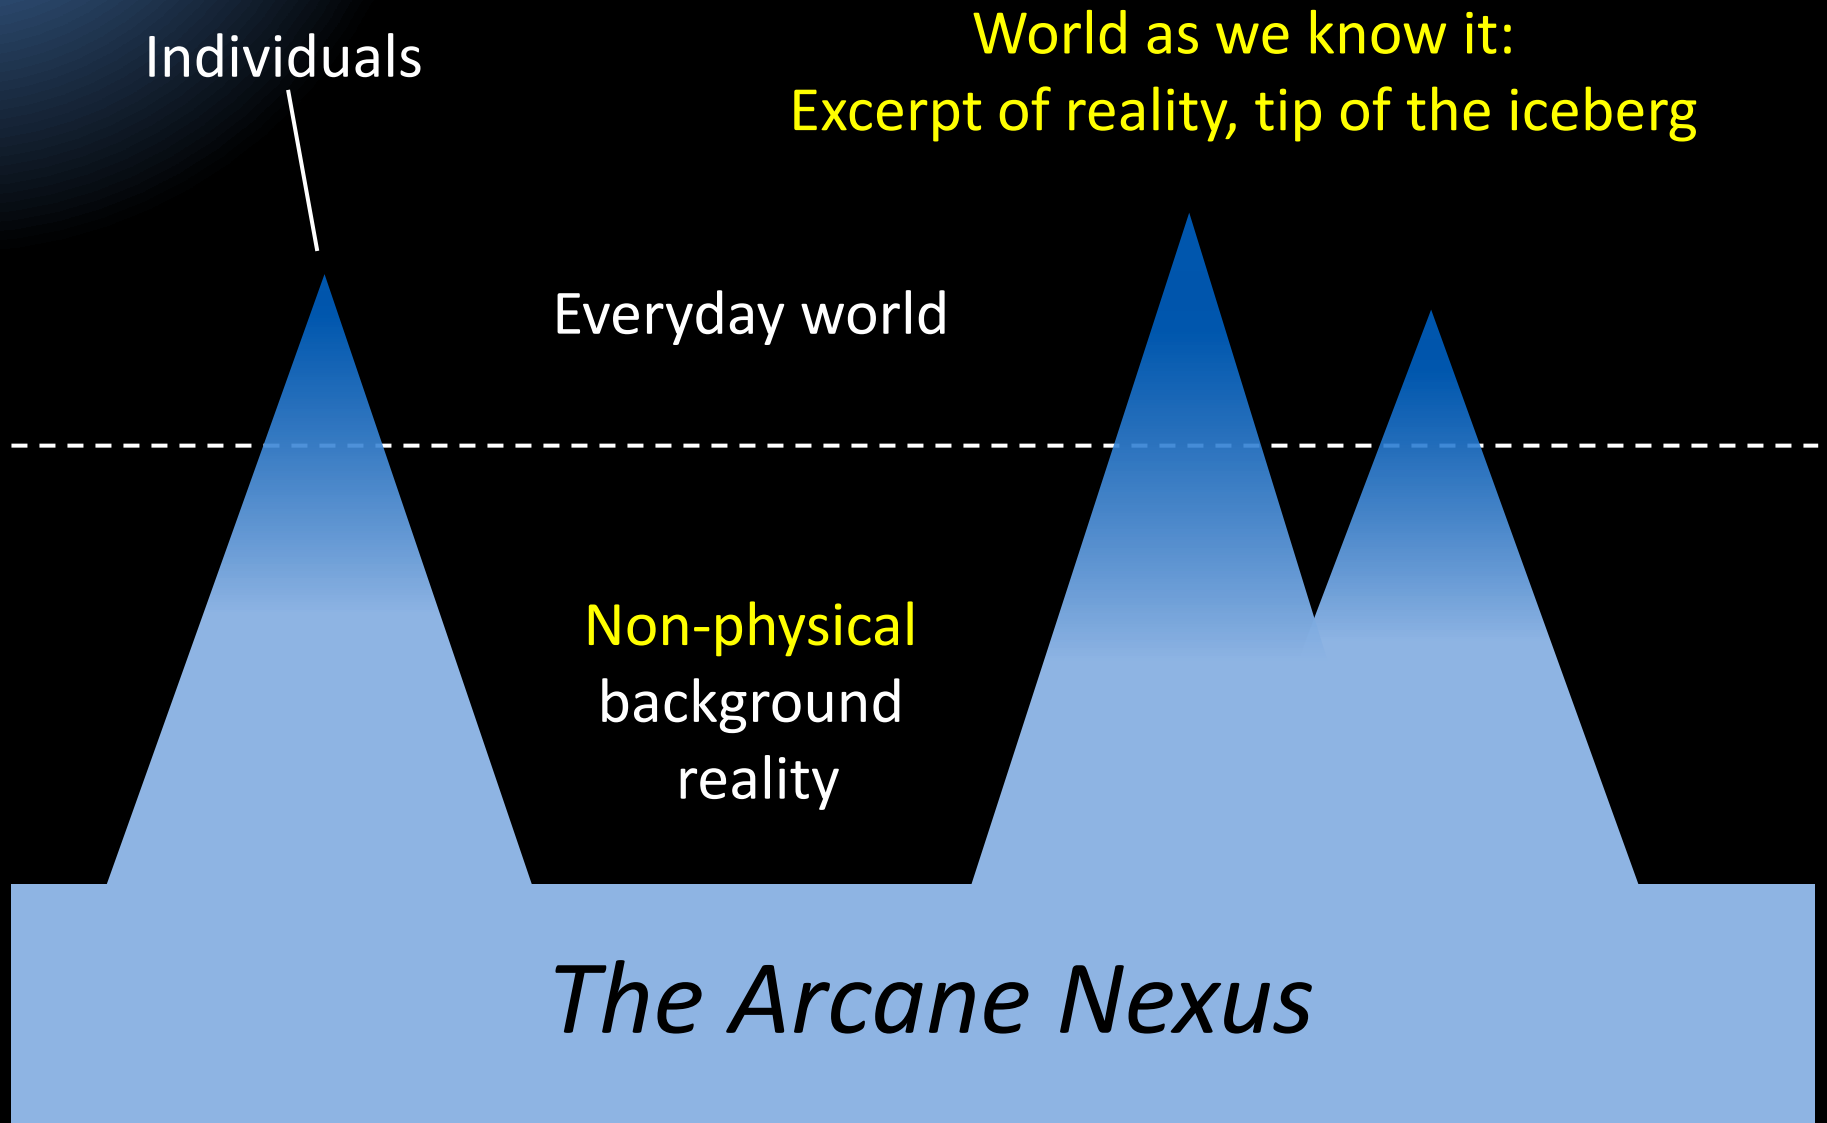 Individuals
World as we know it:
Excerpt of reality, tip of the iceberg
Everyday world
Non-physical
background
reality
The Arcane Nexus